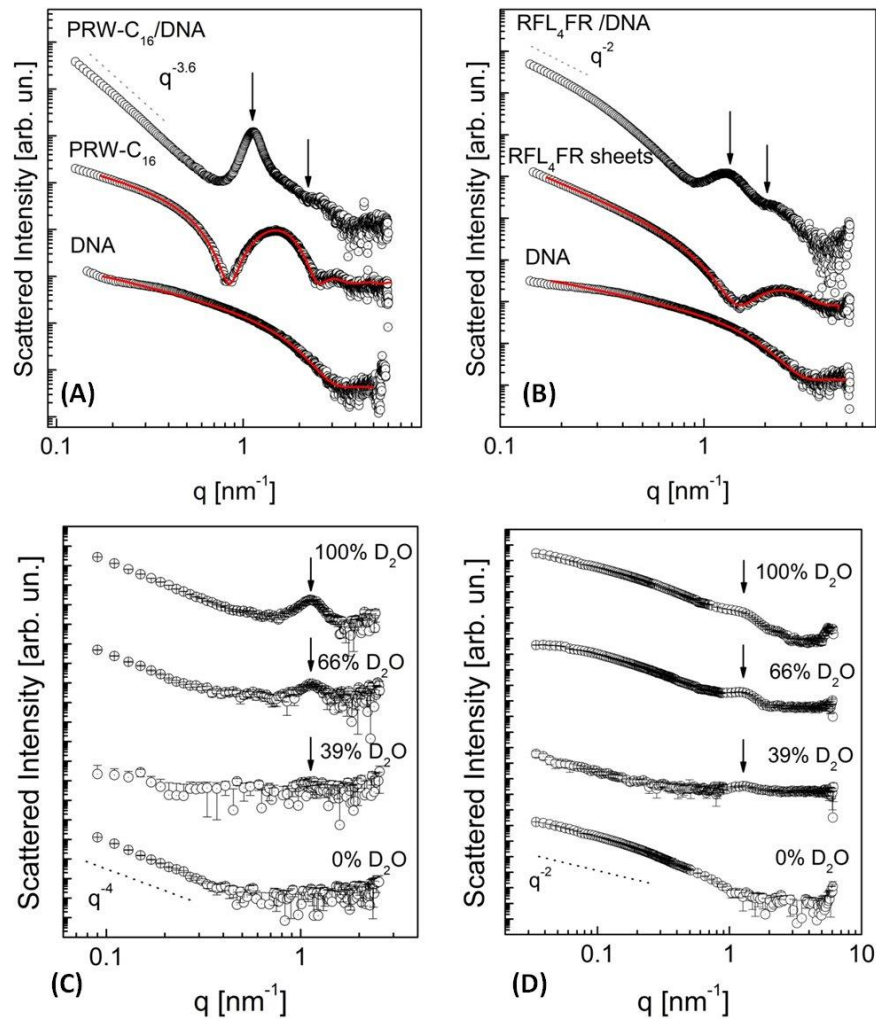 PRW-C₁₆/DNA
q⁻³·⁶
PRW-C₁₆
DNA
(A)
Scattered Intensity [arb. un.]
0.1
1
q [nm⁻¹]
RFL₄FR /DNA
q⁻²
RFL₄FR sheets
DNA
(B)
Scattered Intensity [arb. un.]
0.1
1
q [nm⁻¹]
100% D₂O
66% D₂O
39% D₂O
0% D₂O
q⁻⁴
Scattered Intensity [arb. un.]
0.1
1
(C)
q [nm⁻¹]
100% D₂O
66% D₂O
39% D₂O
0% D₂O
q⁻²
Scattered Intensity [arb. un.]
0.1
1
10
(D)
q [nm⁻¹]